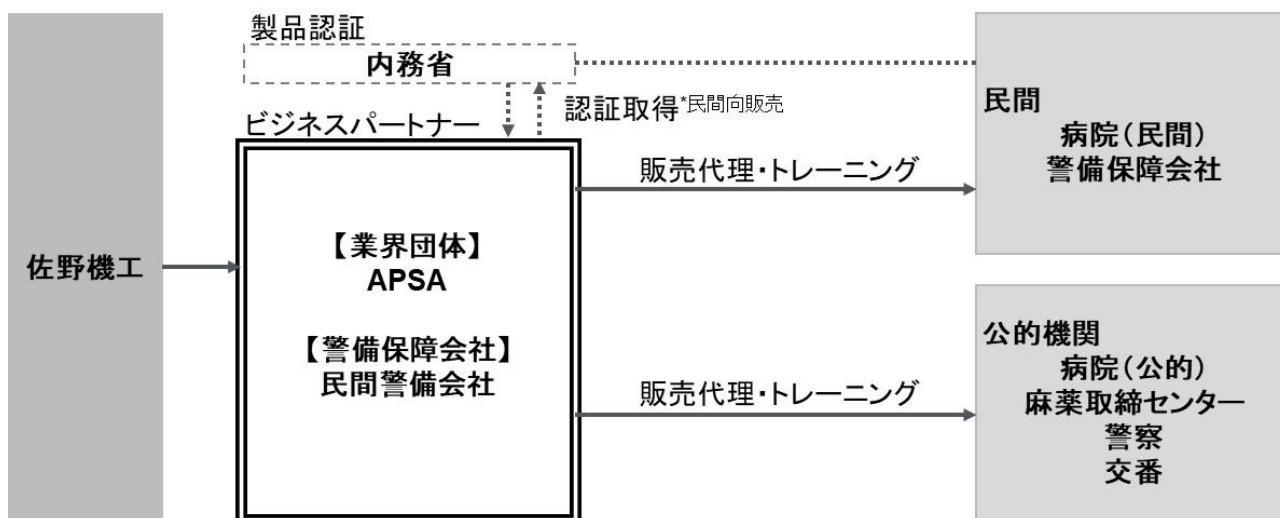 製品認証
内務省
認証取得*民間向販売
ビジネスパートナー
佐野機工
【業界団体】
APSA
【警備保障会社】
民間警備会社
販売代理・トレーニング
民間
病院(民間)
警備保障会社
販売代理・トレーニング
公的機関
病院(公的)
麻薬取締センター
警察
交番